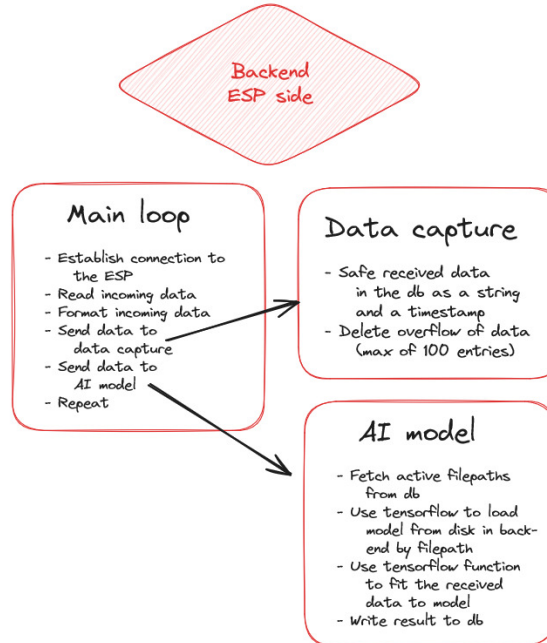 Backend
ESP side
Main loop
- Establish connection to
the ESP
- Read incoming data
- Format incoming data
- Send data to
data capture
- Send data to
AI model
- Repeat
Data capture
- Safe received data
in the db as a string
and a timestamp
- Delete overflow of data
(max of 100 entries)
AI model
- Fetch active filepaths
from db
- Use tensorflow to load
model from disk in back-
end by filepath
- Use tensorflow function
to fit the received
data to model
- Write result to db